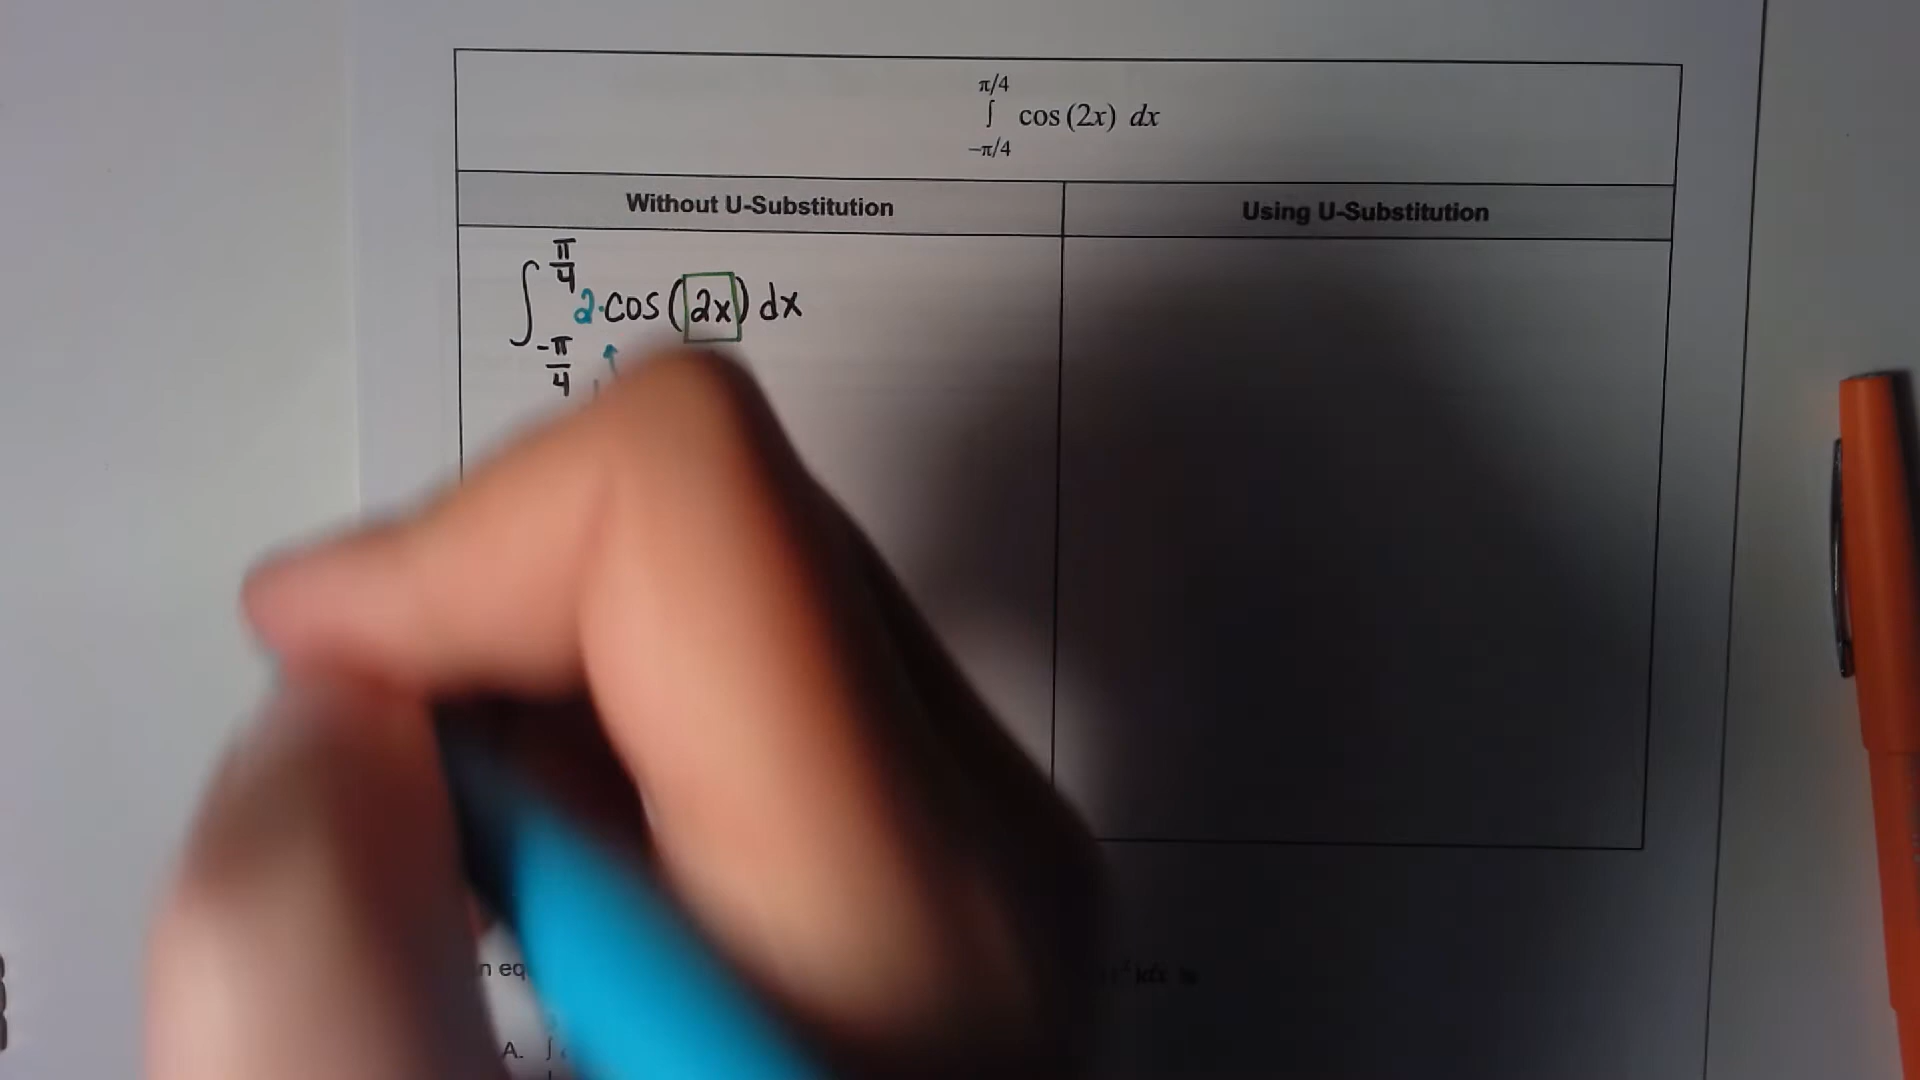 π/4
∫ cos (2x) dx
−π/4
Without U-Substitution
Using U-Substitution
π/4
∫ 2·cos (2x) dx
-π/4
A. ∫